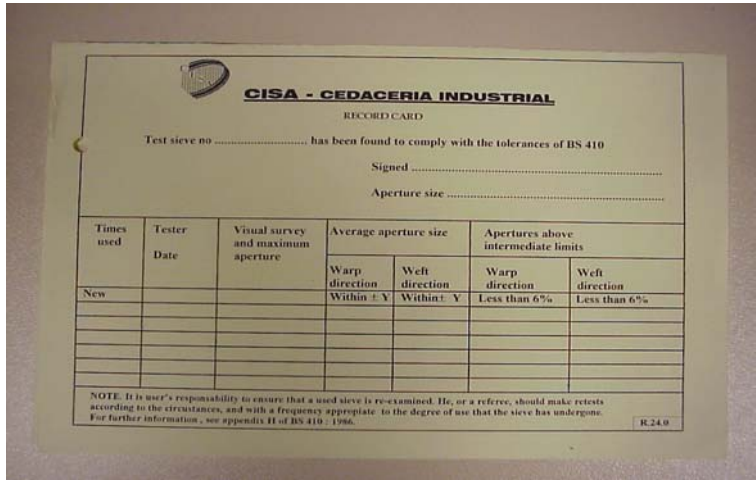 CISA
CISA - CEDACERIA INDUSTRIAL
RECORD CARD
Test sieve no .............................. has been found to comply with the tolerances of BS 410
Signed ..............................
Aperture size ..............................
Times used
Tester
Date
Visual survey and maximum aperture
Average aperture size
Apertures above intermediate limits
Warp direction
Weft direction
Warp direction
Weft direction
New
Within ± Y
Within± Y
Less than 6%
Less than 6%
NOTE. It is user's responsability to ensure that a used sieve is re-examined. He, or a referee, should make retests
according to the circustances, and with a frequency appropiate to the degree of use that the sieve has undergone.
For further information , see appendix H of BS 410 : 1986.
R.24.0